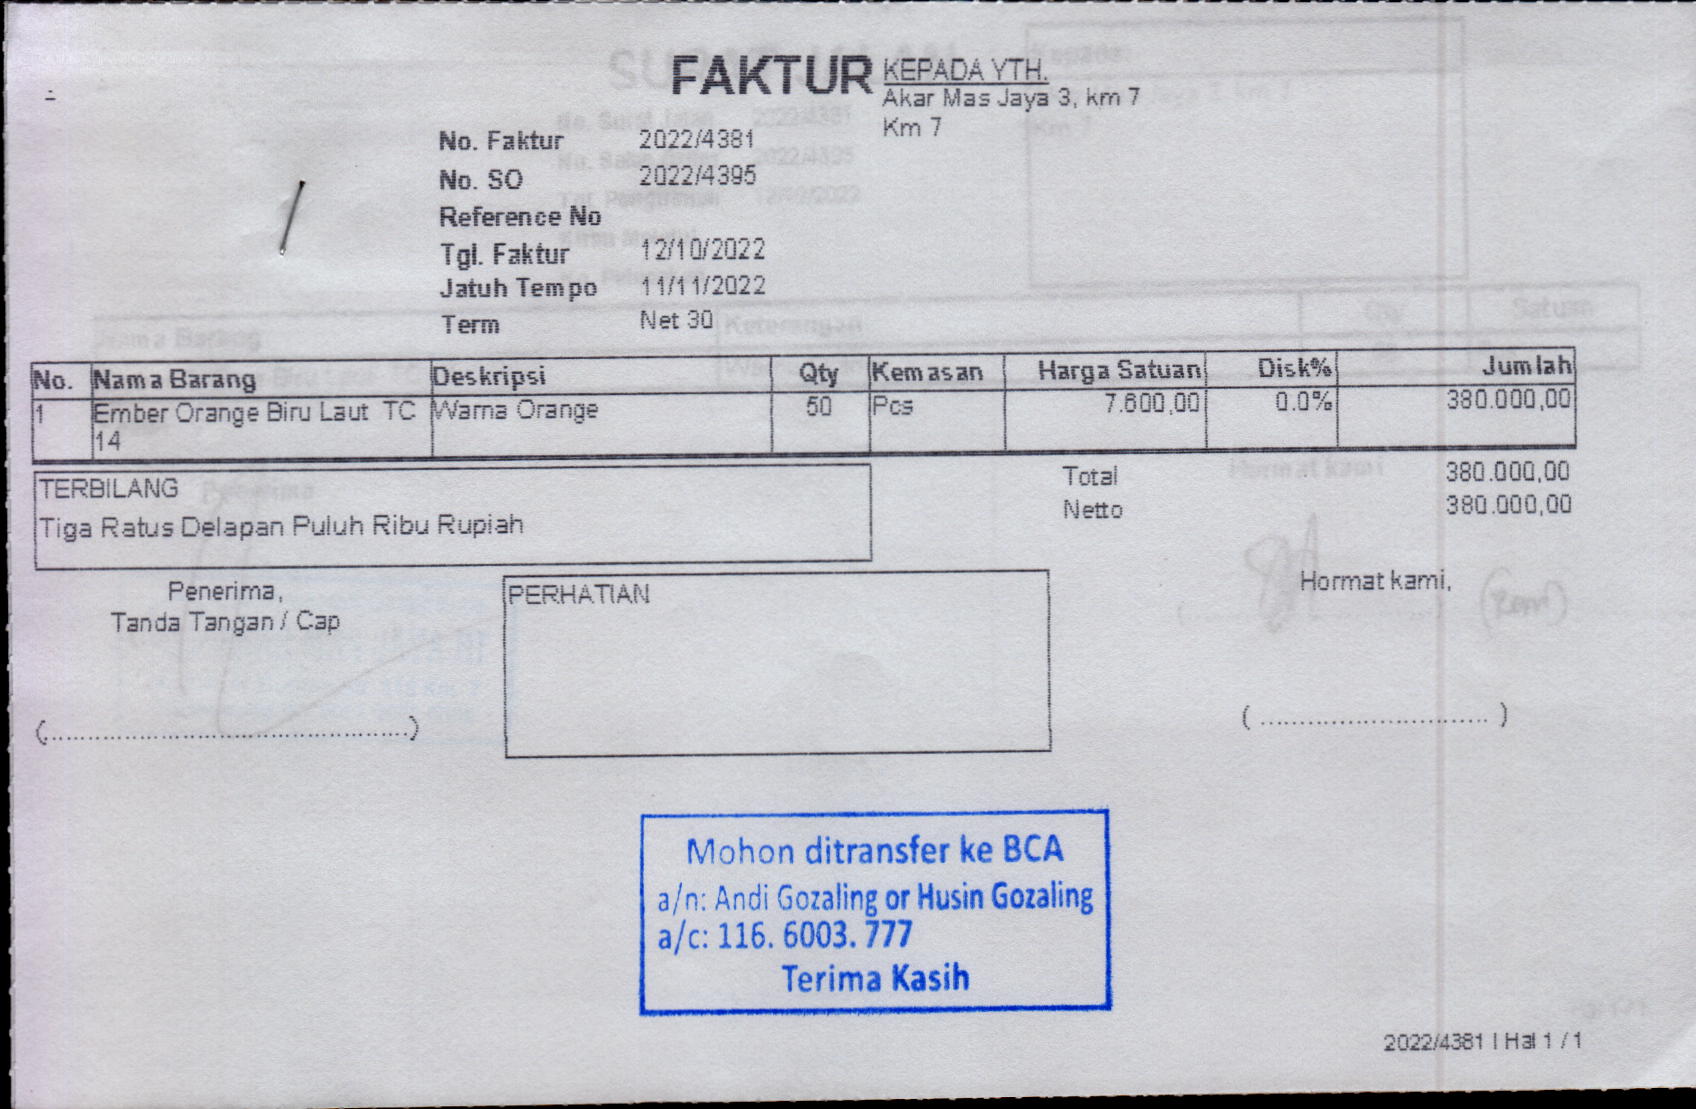 FAKTUR
KEPADA YTH.
Akar Mas Jaya 3, km 7
Km 7
No. Faktur 2022/4381
No. SO 2022/4395
Reference No
Tgl. Faktur 12/10/2022
Jatuh Tempo 11/11/2022
Term Net 30
No. Nama Barang Deskripsi Qty Kemasan Harga Satuan Disk% Jumlah
1 Ember Orange Biru Laut TC Warna Orange 50 Pcs 7.600,00 0.0% 380.000,00
14
TERBILANG
Tiga Ratus Delapan Puluh Ribu Rupiah
Total 380.000,00
Netto 380.000,00
Penerima,
Tanda Tangan / Cap
(................................................)
PERHATIAN
Hormat kami,
( ............................. )
Mohon ditransfer ke BCA
a/n: Andi Gozaling or Husin Gozaling
a/c: 116. 6003. 777
Terima Kasih
2022/4381 | Hal 1 / 1